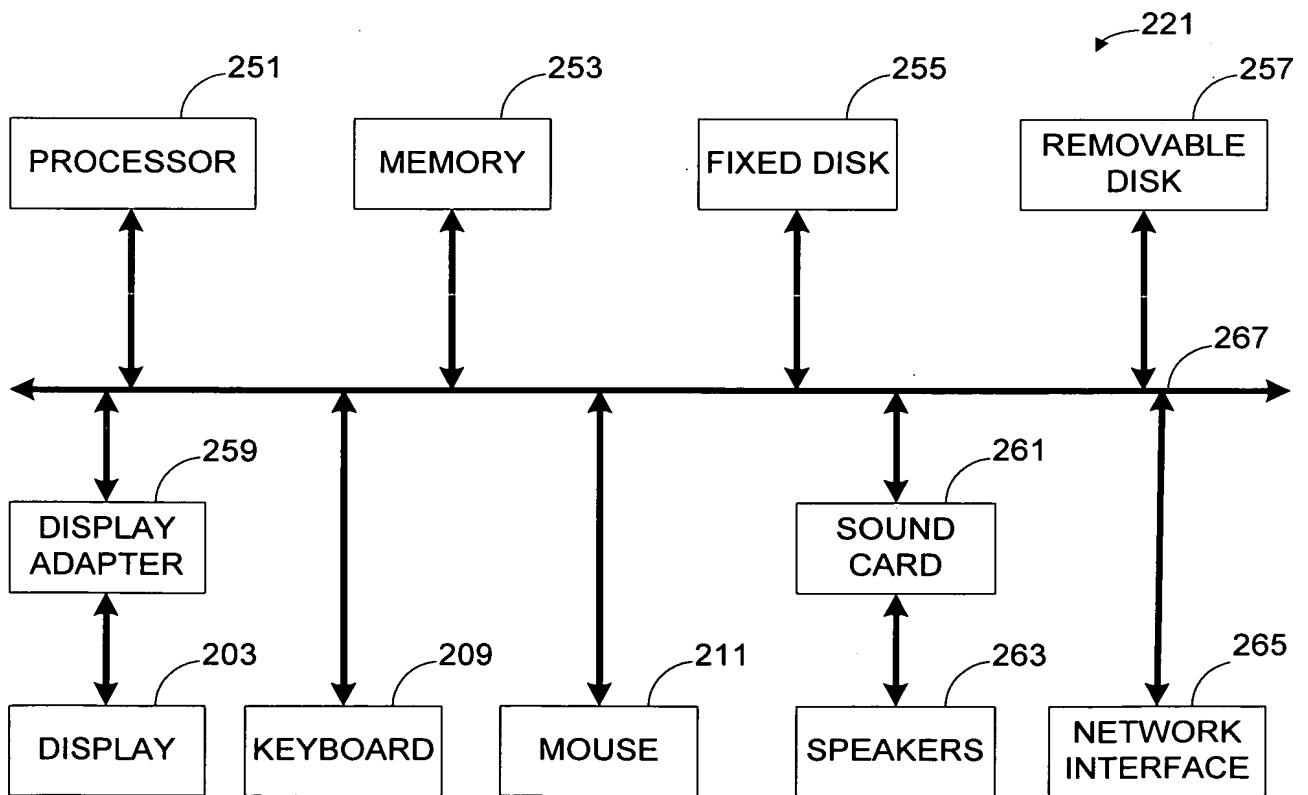 221
251
253
255
257
PROCESSOR
MEMORY
FIXED DISK
REMOVABLE
DISK
267
259
261
DISPLAY
ADAPTER
SOUND
CARD
203
209
211
263
265
DISPLAY
KEYBOARD
MOUSE
SPEAKERS
NETWORK
INTERFACE